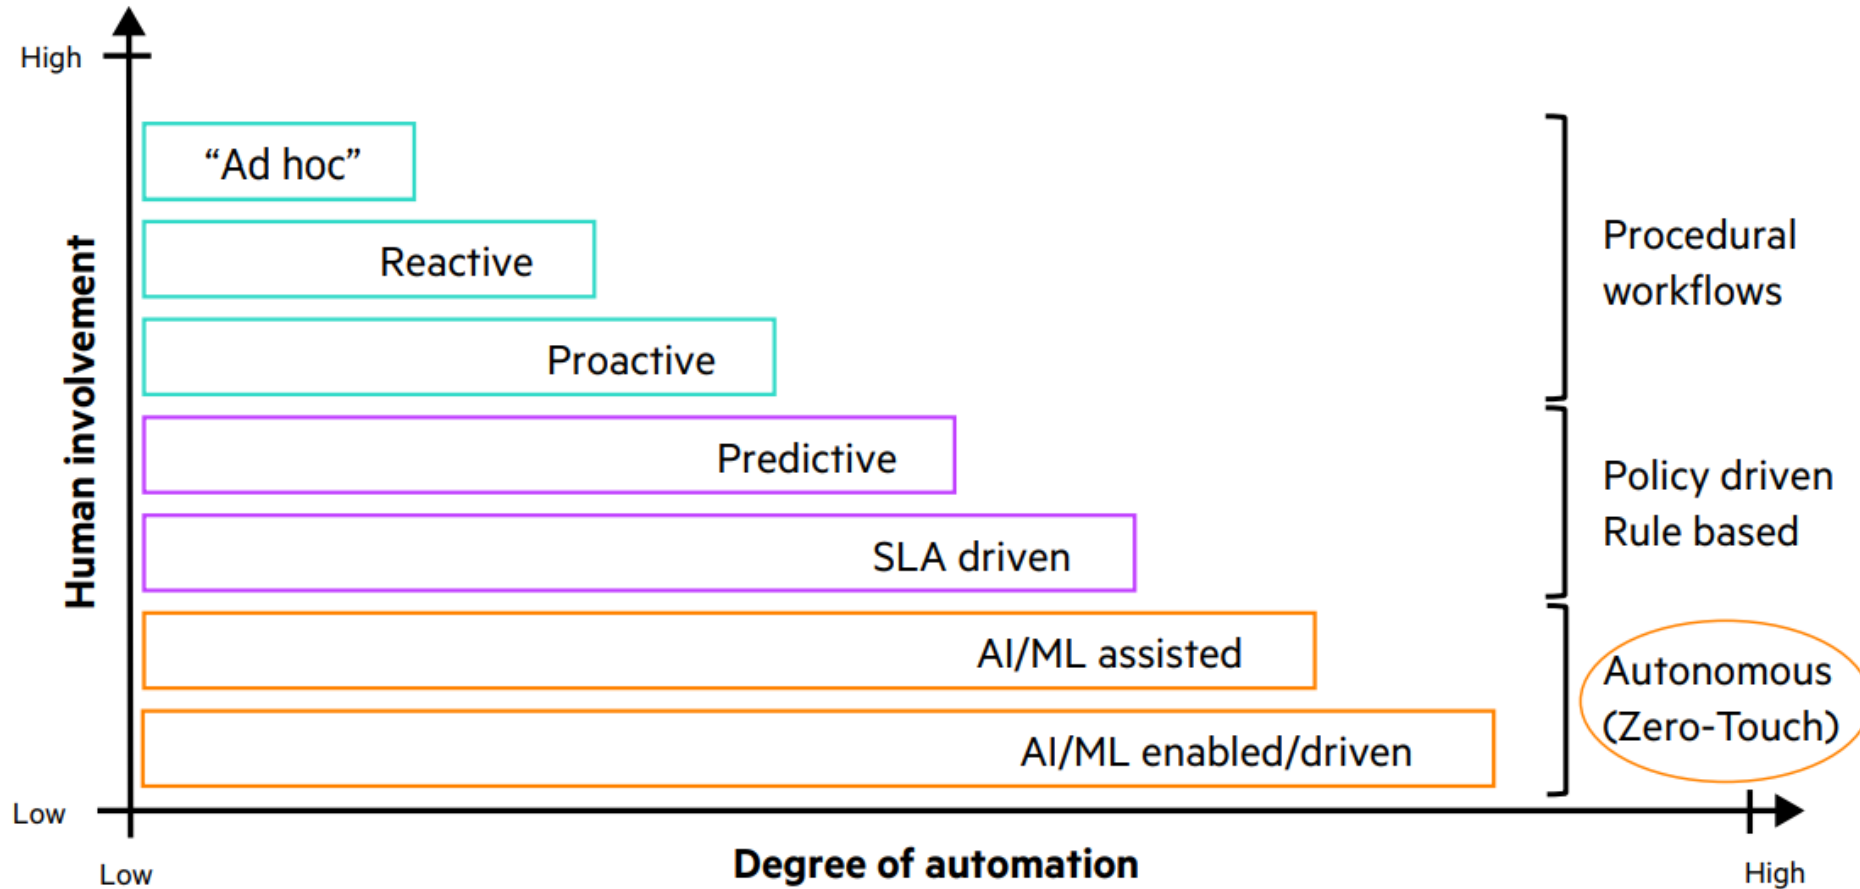 High
“Ad hoc”
Reactive
Proactive
Predictive
SLA driven
AI/ML assisted
AI/ML enabled/driven
Procedural
workflows
Policy driven
Rule based
Autonomous
(Zero-Touch)
Human involvement
Low
Low
Degree of automation
High